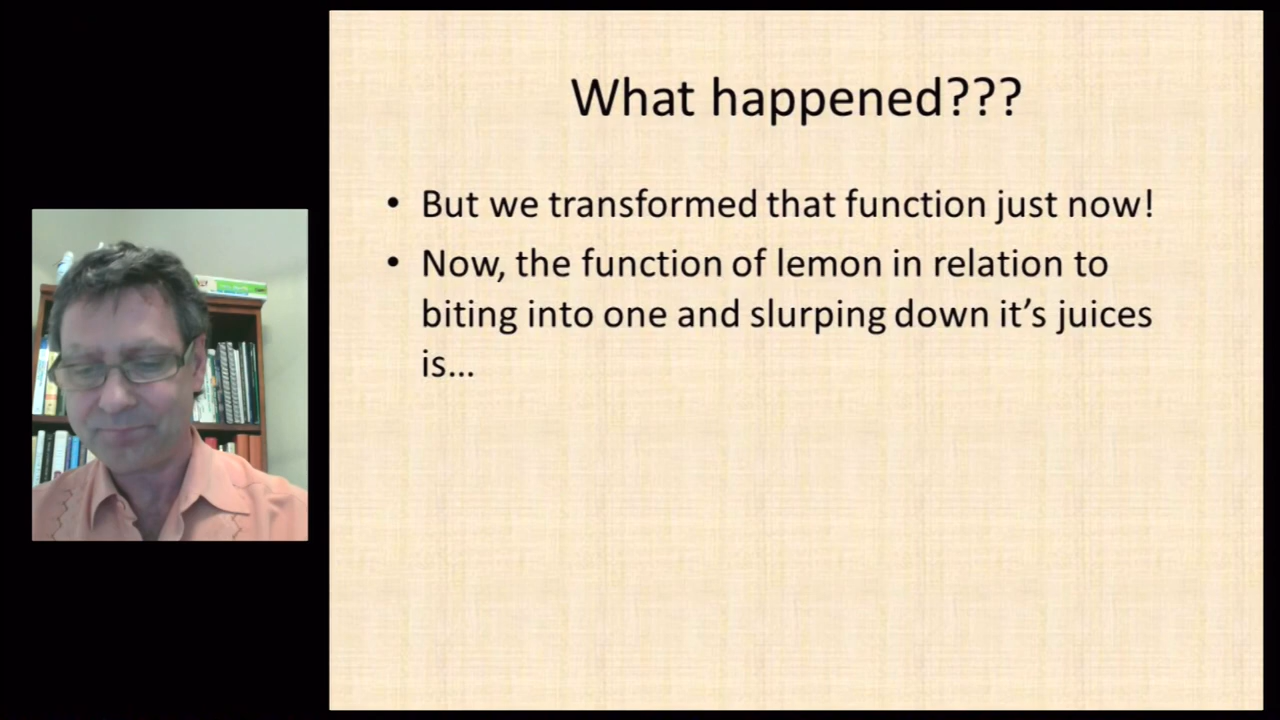 What happened???
• But we transformed that function just now!
• Now, the function of lemon in relation to
biting into one and slurping down it’s juices
is…